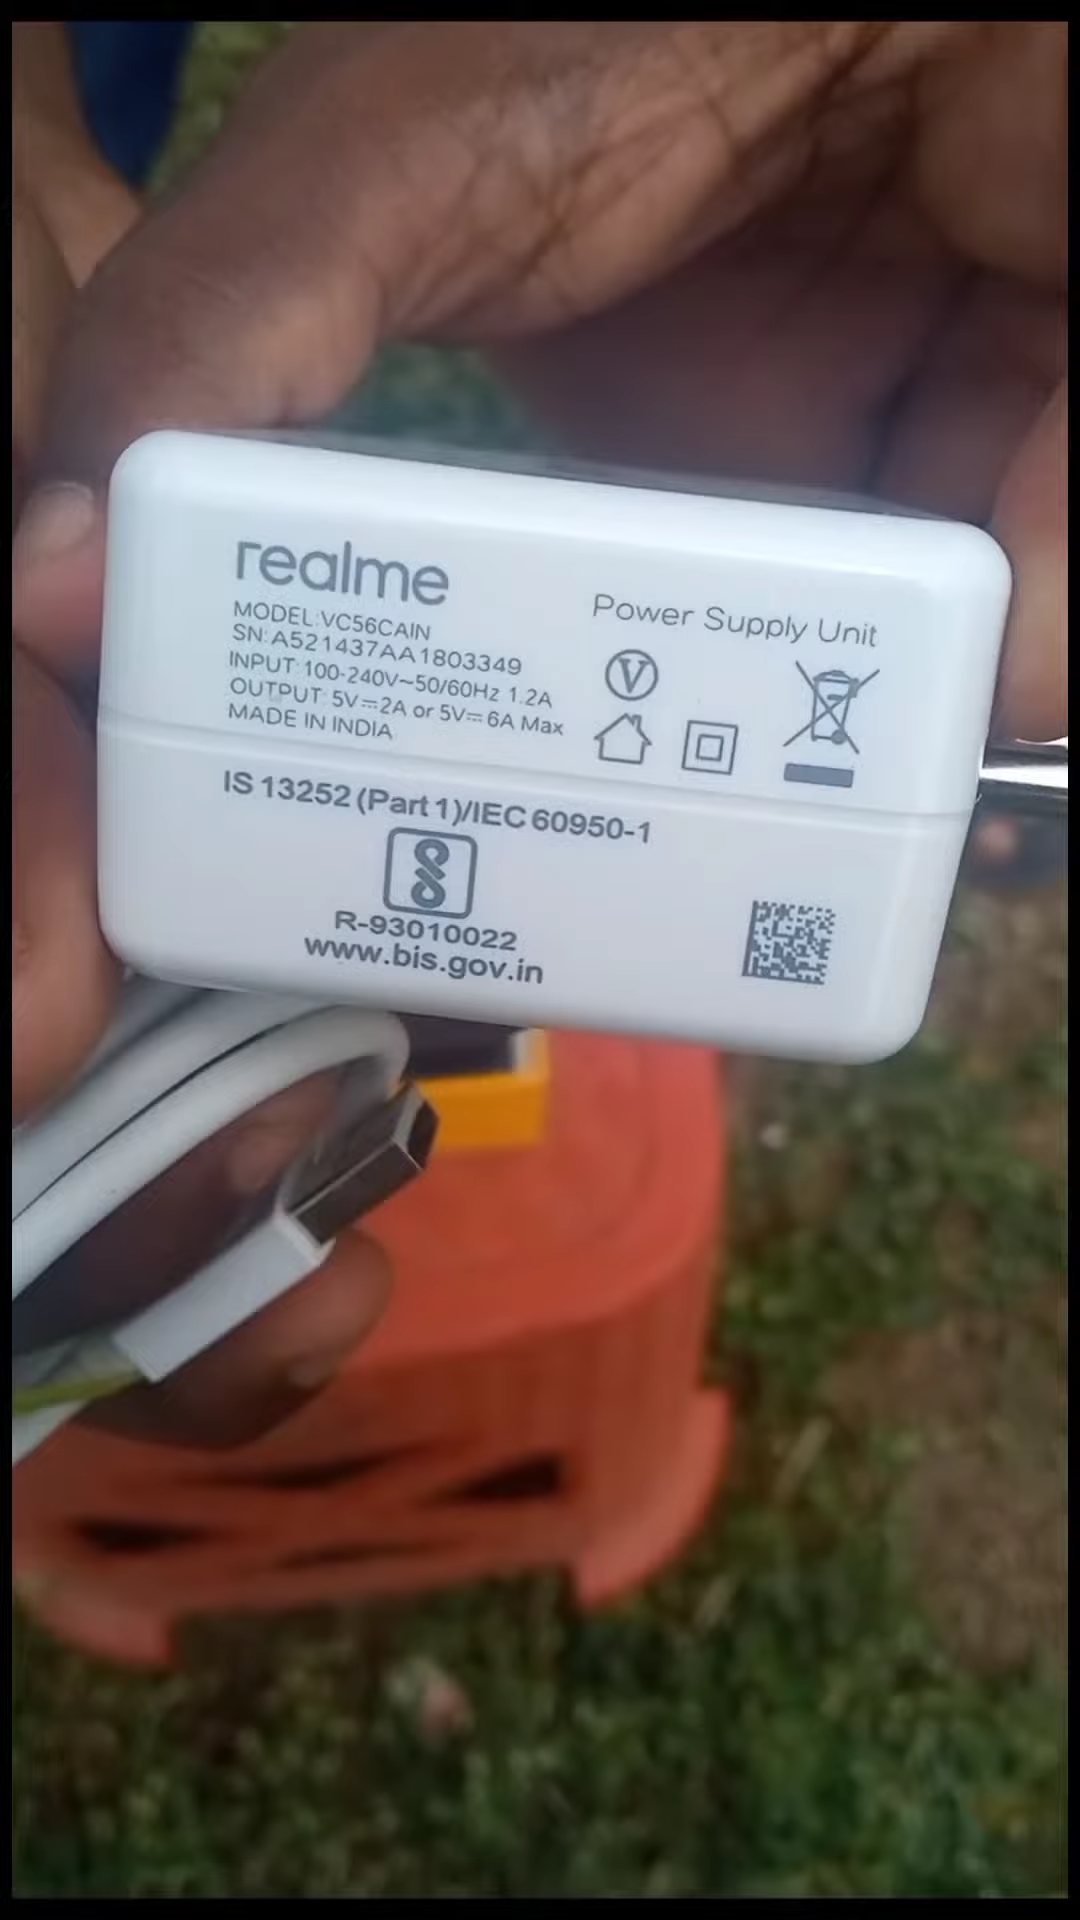 realme
MODEL:VC56CAIN
SN:A521437AA1803349
INPUT:100-240V~50/60Hz 1.2A
OUTPUT:5V⎓2A or 5V⎓6A Max
MADE IN INDIA
Power Supply Unit
V
IS 13252 (Part 1)/IEC 60950-1
R-93010022
www.bis.gov.in